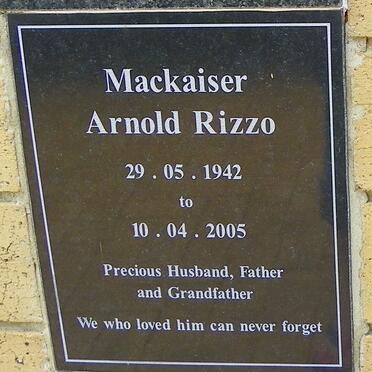 Mackaiser
Arnold Rizzo
29 . 05 . 1942
to
10 . 04 . 2005
Precious Husband, Father
and Grandfather
We who loved him can never forget